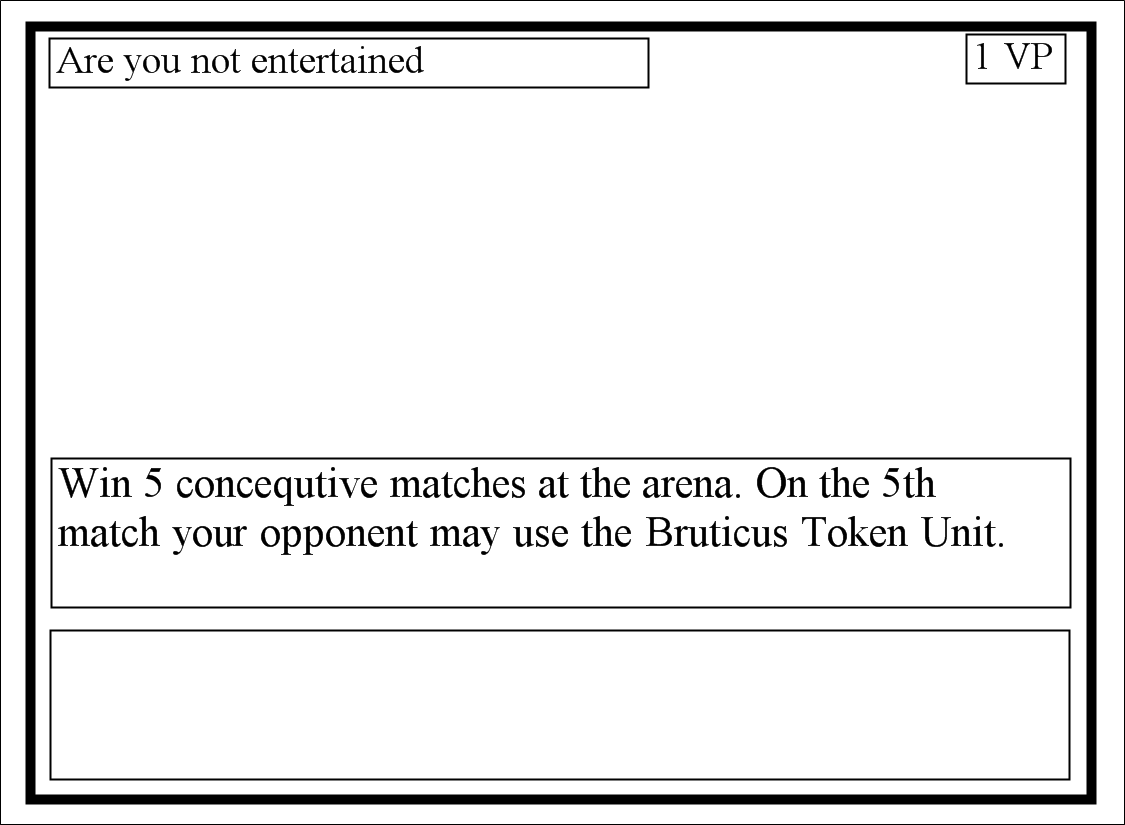 Are you not entertained
1 VP
Win 5 concequtive matches at the arena. On the 5th
match your opponent may use the Bruticus Token Unit.